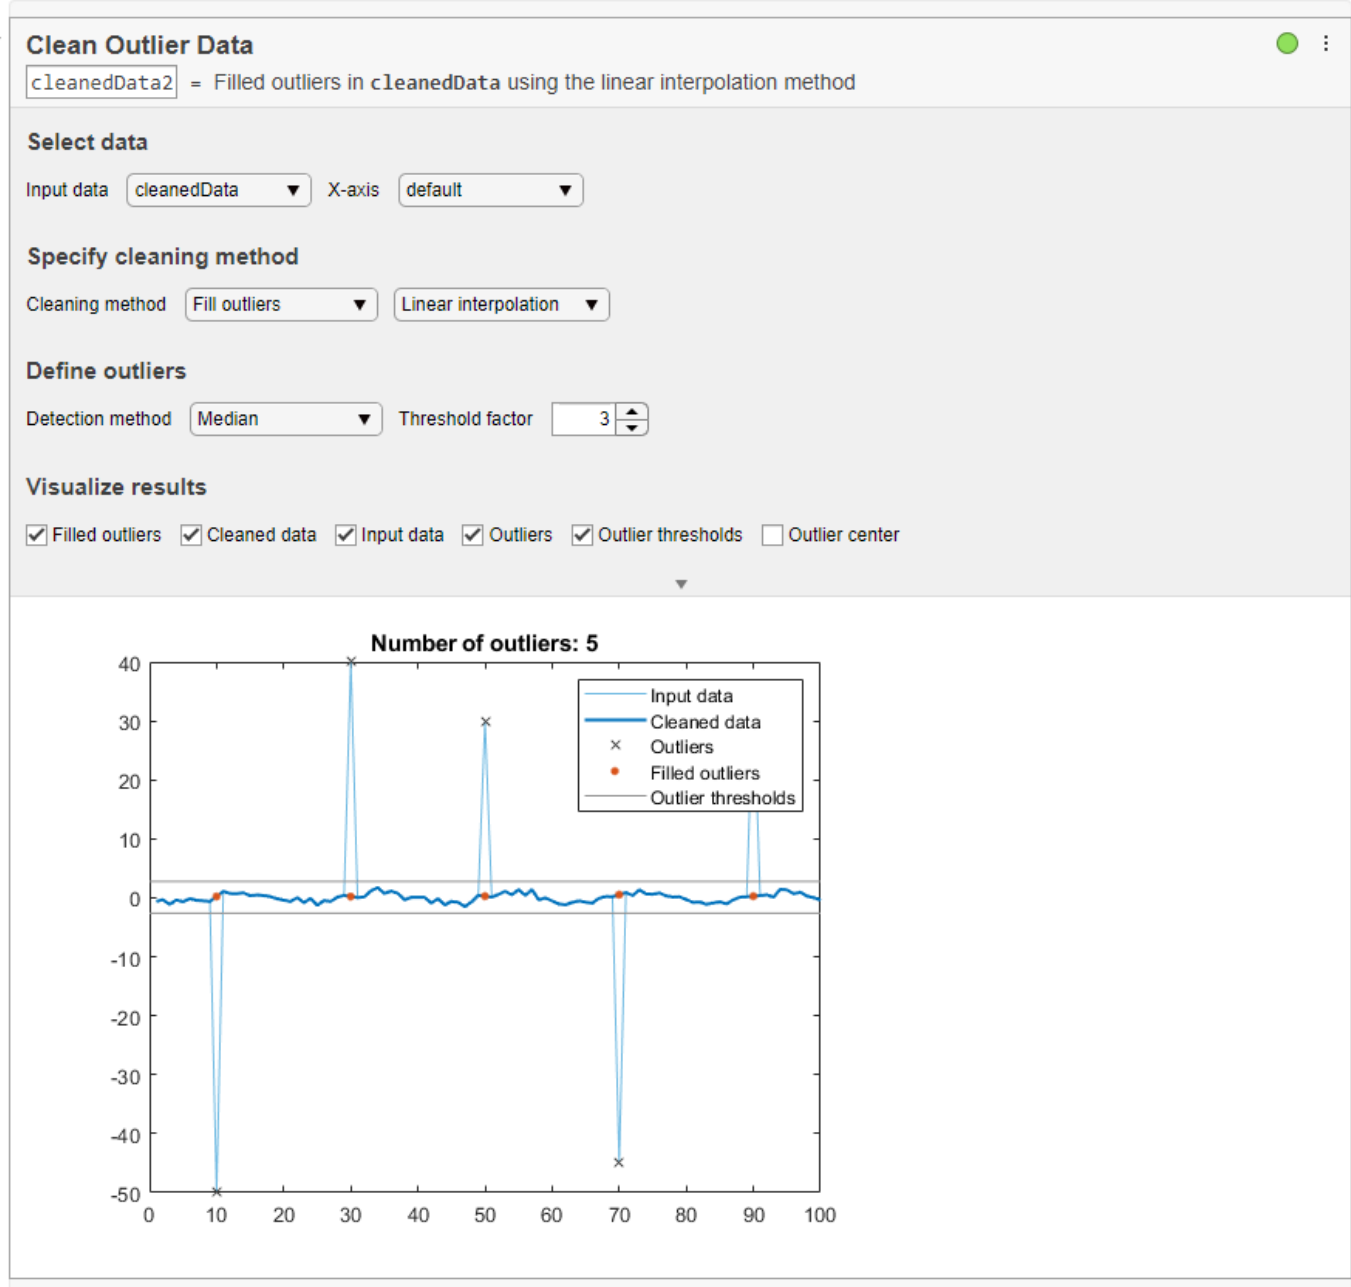 Clean Outlier Data
cleanedData2 = Filled outliers in cleanedData using the linear interpolation method
Select data
Input data cleanedData X-axis default
Specify cleaning method
Cleaning method Fill outliers Linear interpolation
Define outliers
Detection method Median Threshold factor 3
Visualize results
Filled outliers Cleaned data Input data Outliers Outlier thresholds Outlier center
Number of outliers: 5
40
30
20
10
0
-10
-20
-30
-40
-50
0 10 20 30 40 50 60 70 80 90 100
Input data
Cleaned data
Outliers
Filled outliers
Outlier thresholds